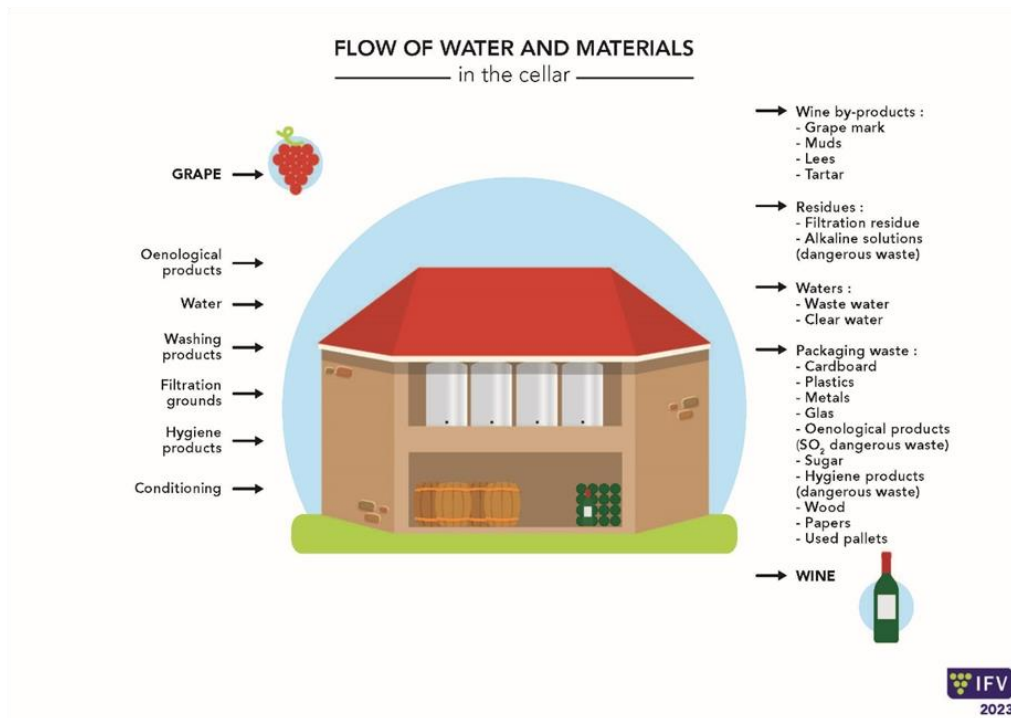 FLOW OF WATER AND MATERIALS
in the cellar
GRAPE
Oenological
products
Water
Washing
products
Filtration
grounds
Hygiene
products
Conditioning
Wine by-products :
- Grape mark
- Muds
- Lees
- Tartar
Residues :
- Filtration residue
- Alkaline solutions
(dangerous waste)
Waters :
- Waste water
- Clear water
Packaging waste :
- Cardboard
- Plastics
- Metals
- Glas
- Oenological products
(SO₂ dangerous waste)
- Sugar
- Hygiene products
(dangerous waste)
- Wood
- Papers
- Used pallets
WINE
IFV
2023